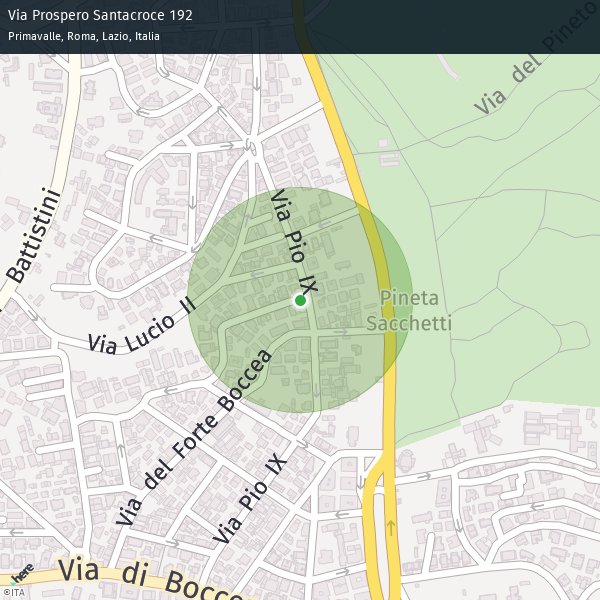 Via Prospero Santacroce 192
Primavalle, Roma, Lazio, Italia
Via del Pineto
Battistini
Via Pio IX
Pineta
Sacchetti
Via Lucio II
Via del Forte Boccea
Via Pio IX
Via di Bocce
here
©ITA